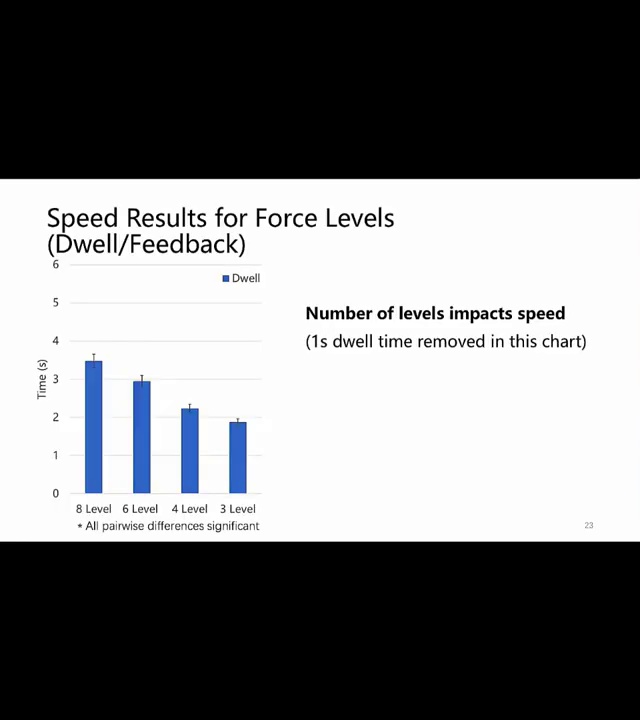 Speed Results for Force Levels
(Dwell/Feedback)
6
Dwell
5
4
3
2
1
0
Time (s)
8 Level 6 Level 4 Level 3 Level
* All pairwise differences significant
Number of levels impacts speed
(1s dwell time removed in this chart)
23